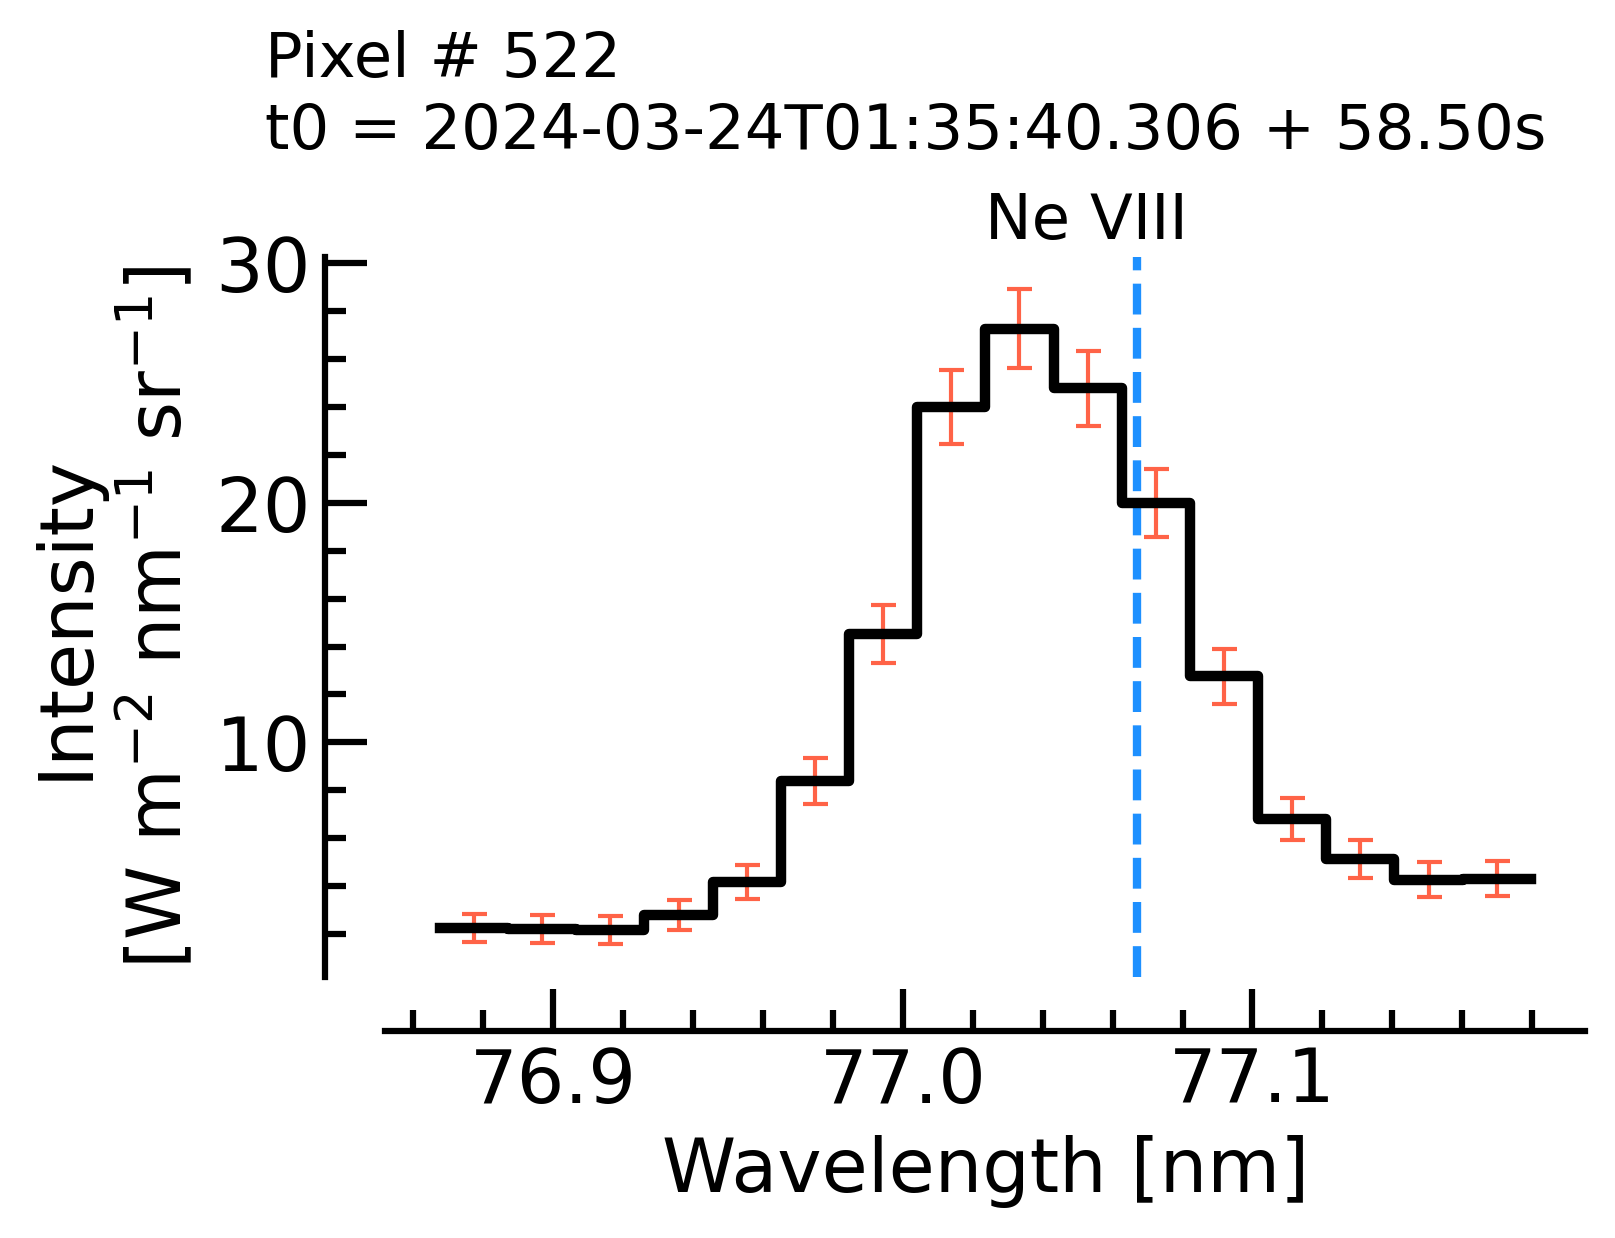 Pixel # 522
t0 = 2024-03-24T01:35:40.306 + 58.50s
Ne VIII
Intensity
[W m⁻² nm⁻¹ sr⁻¹]
30
20
10
76.9 77.0 77.1
Wavelength [nm]